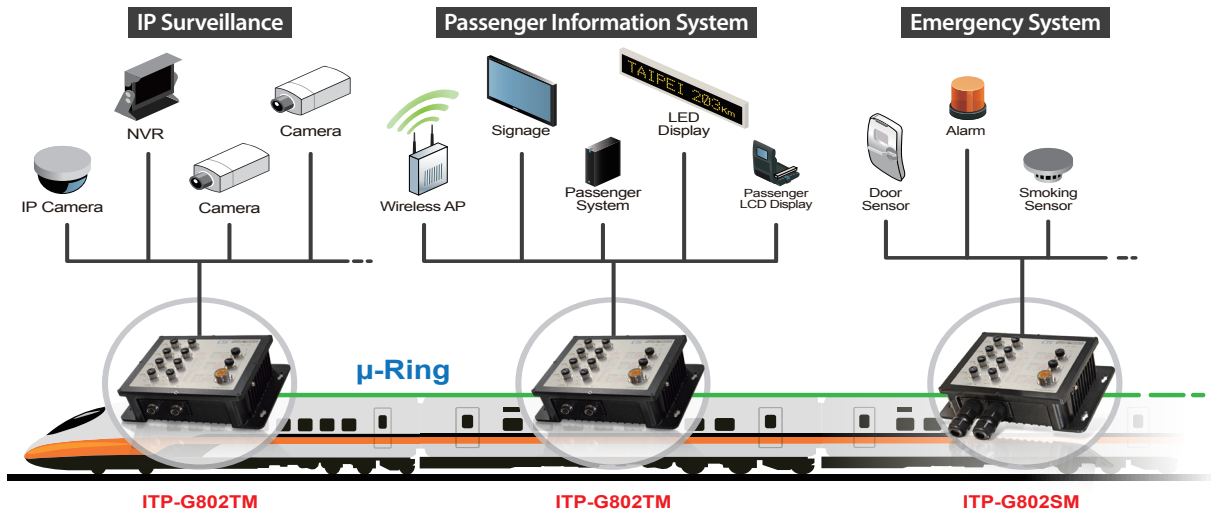 IP Surveillance
Passenger Information System
Emergency System
NVR
Camera
IP Camera
Camera
Signage
LED
Display
TAIPEI 203Km
Wireless AP
Passenger
System
Passenger
LCD Display
Alarm
Door
Sensor
Smoking
Sensor
μ-Ring
ITP-G802TM
ITP-G802TM
ITP-G802SM